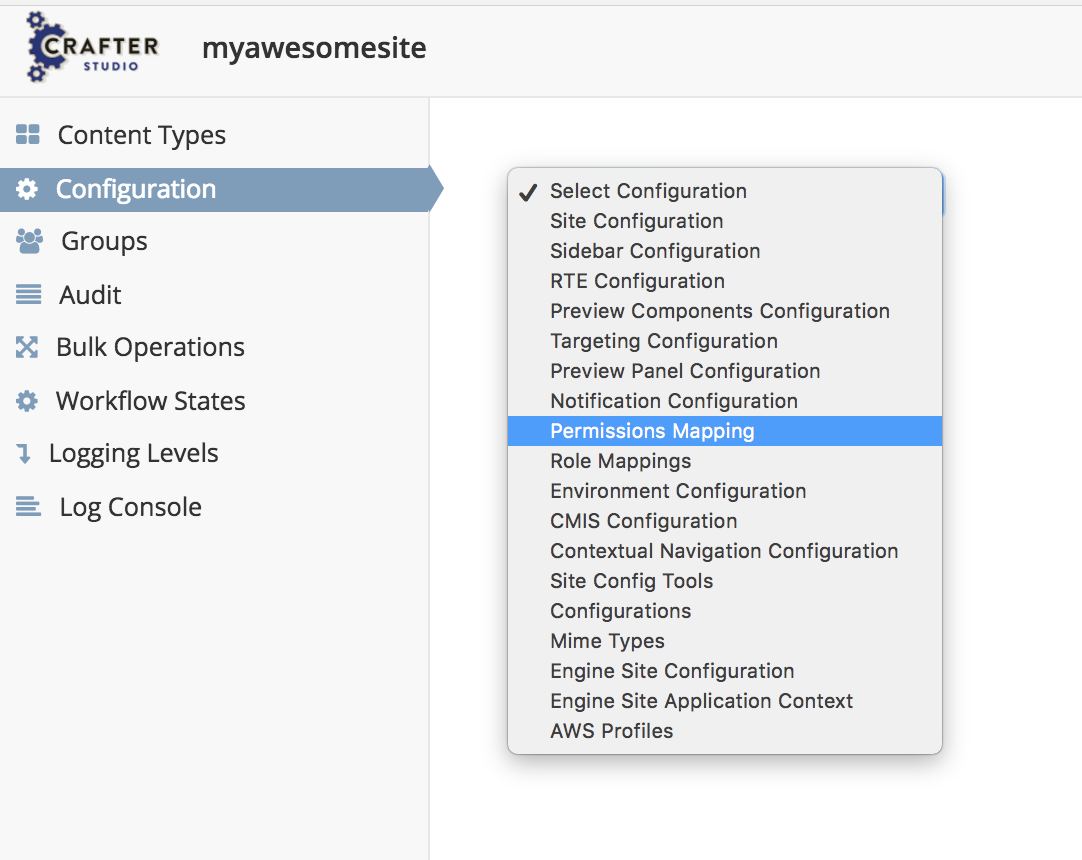 CRAFTER
STUDIO
myawesomesite
Content Types
Configuration
Groups
Audit
Bulk Operations
Workflow States
Logging Levels
Log Console
Select Configuration
Site Configuration
Sidebar Configuration
RTE Configuration
Preview Components Configuration
Targeting Configuration
Preview Panel Configuration
Notification Configuration
Permissions Mapping
Role Mappings
Environment Configuration
CMIS Configuration
Contextual Navigation Configuration
Site Config Tools
Configurations
Mime Types
Engine Site Configuration
Engine Site Application Context
AWS Profiles